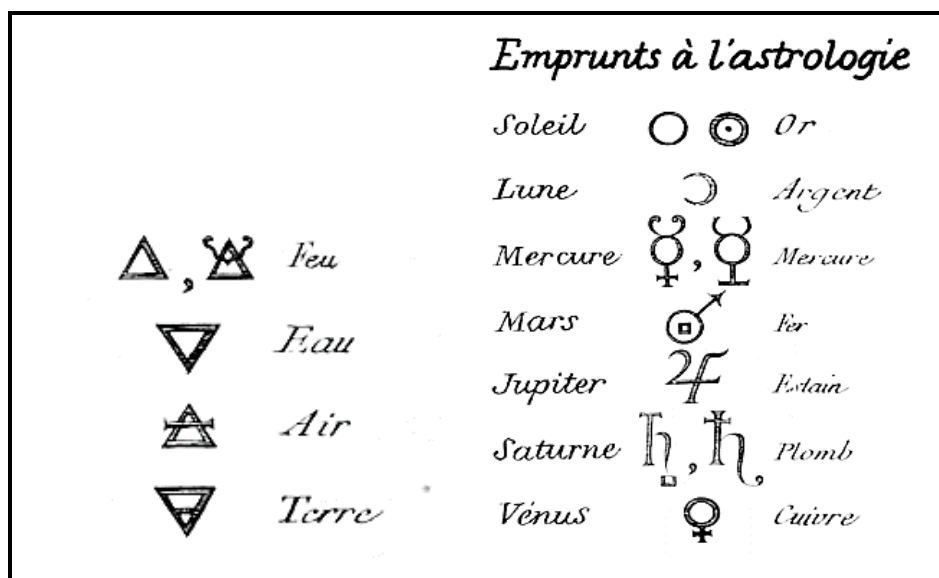 Emprunts à l'astrologie
Soleil Or
Lune Argent
Mercure , Mercure
Mars Fer
Jupiter Estain
Saturne , , Plomb
Vénus Cuivre
, Feu
Eau
Air
Terre